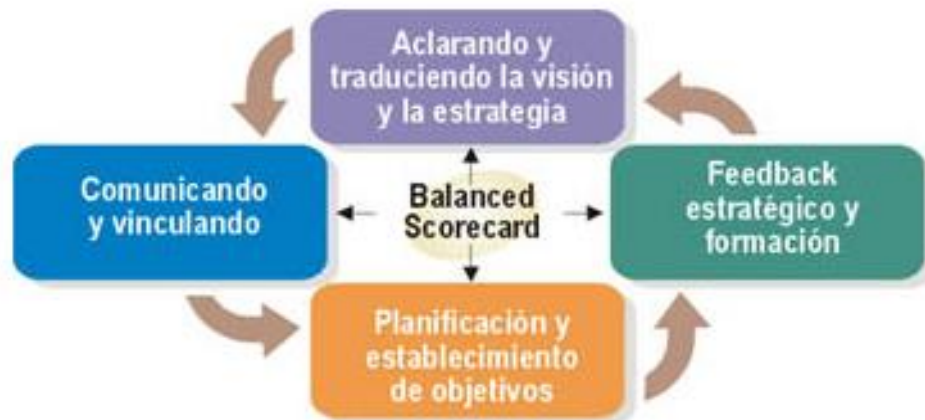 Aclarando y
traduciendo la visión
y la estrategia
Comunicando
y vinculando
Balanced
Scorecard
Feedback
estratégico y
formación
Planificación y
establecimiento
de objetivos